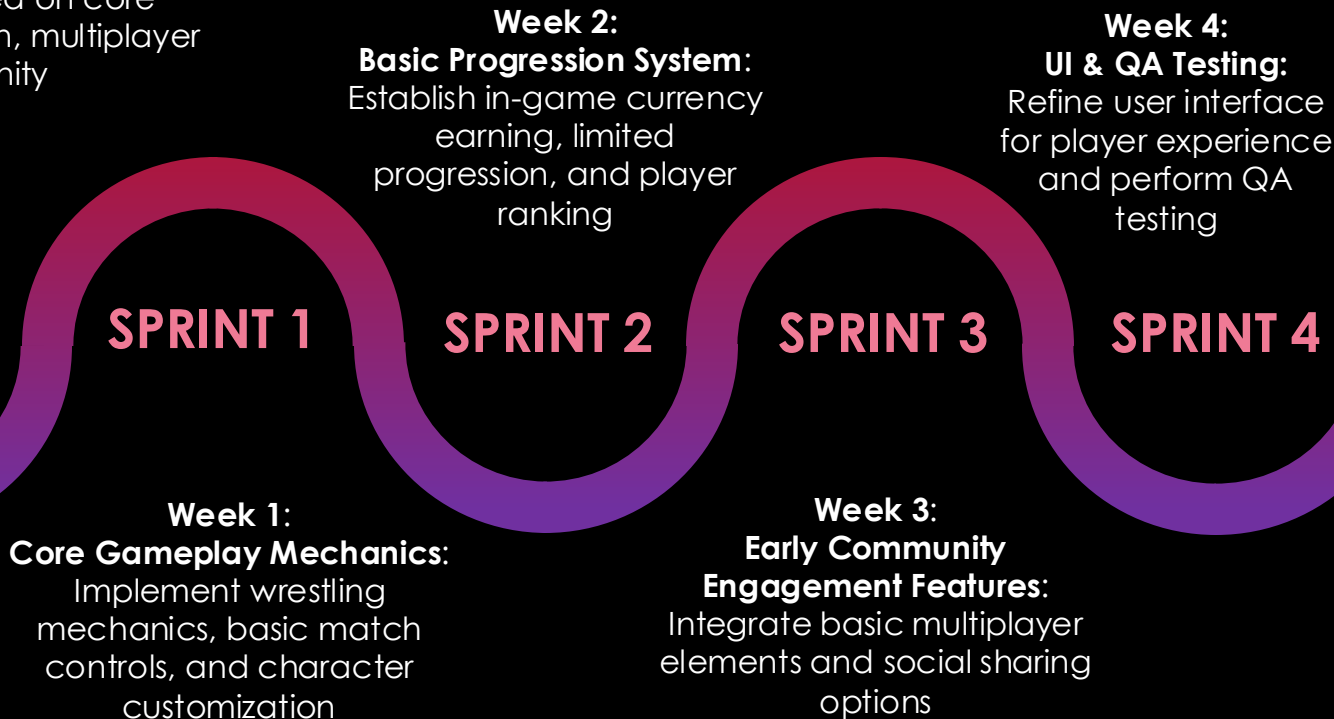 on core
multiplayer
Week 2:
Basic Progression System:
Establish in-game currency
earning, limited
progression, and player
ranking
Week 4:
UI & QA Testing:
Refine user interface
for player experience
and perform QA
testing
SPRINT 1
SPRINT 2
SPRINT 3
SPRINT 4
Week 1:
Core Gameplay Mechanics:
Implement wrestling
mechanics, basic match
controls, and character
customization
Week 3:
Early Community
Engagement Features:
Integrate basic multiplayer
elements and social sharing
options